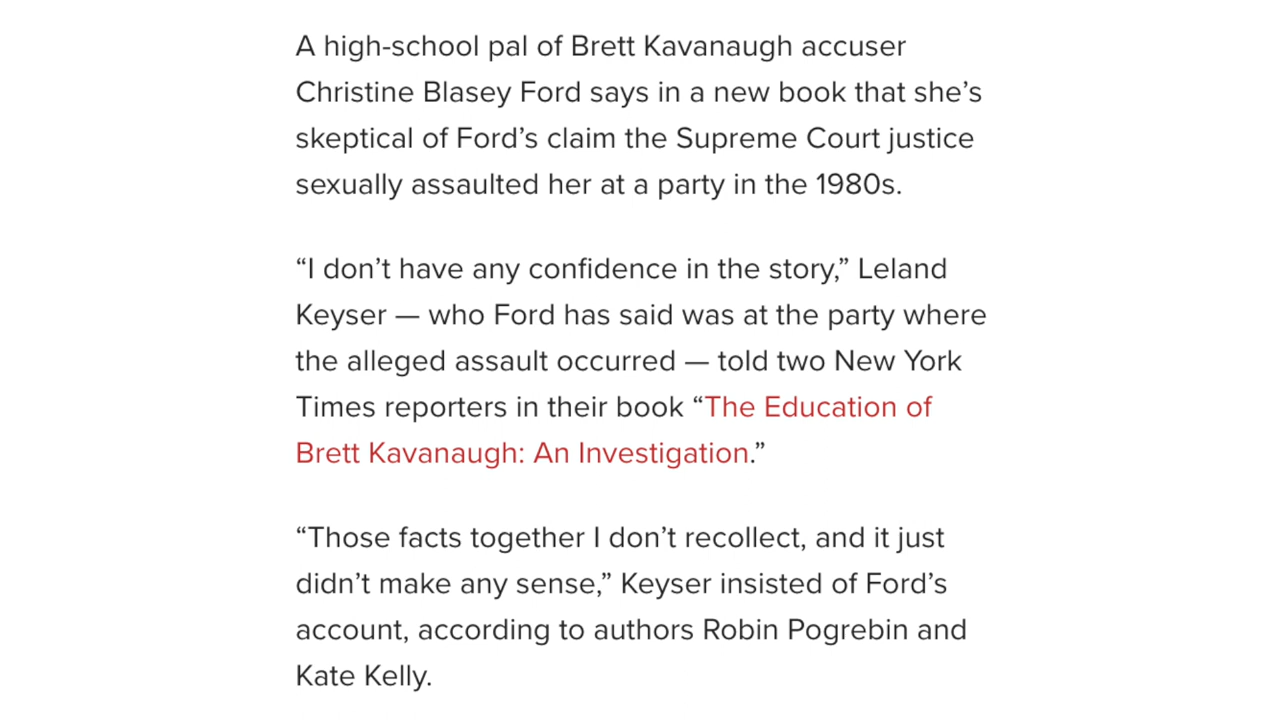 A high-school pal of Brett Kavanaugh accuser
Christine Blasey Ford says in a new book that she’s
skeptical of Ford’s claim the Supreme Court justice
sexually assaulted her at a party in the 1980s.
“I don’t have any confidence in the story,” Leland
Keyser — who Ford has said was at the party where
the alleged assault occurred — told two New York
Times reporters in their book “The Education of
Brett Kavanaugh: An Investigation.”
“Those facts together I don’t recollect, and it just
didn’t make any sense,” Keyser insisted of Ford’s
account, according to authors Robin Pogrebin and
Kate Kelly.